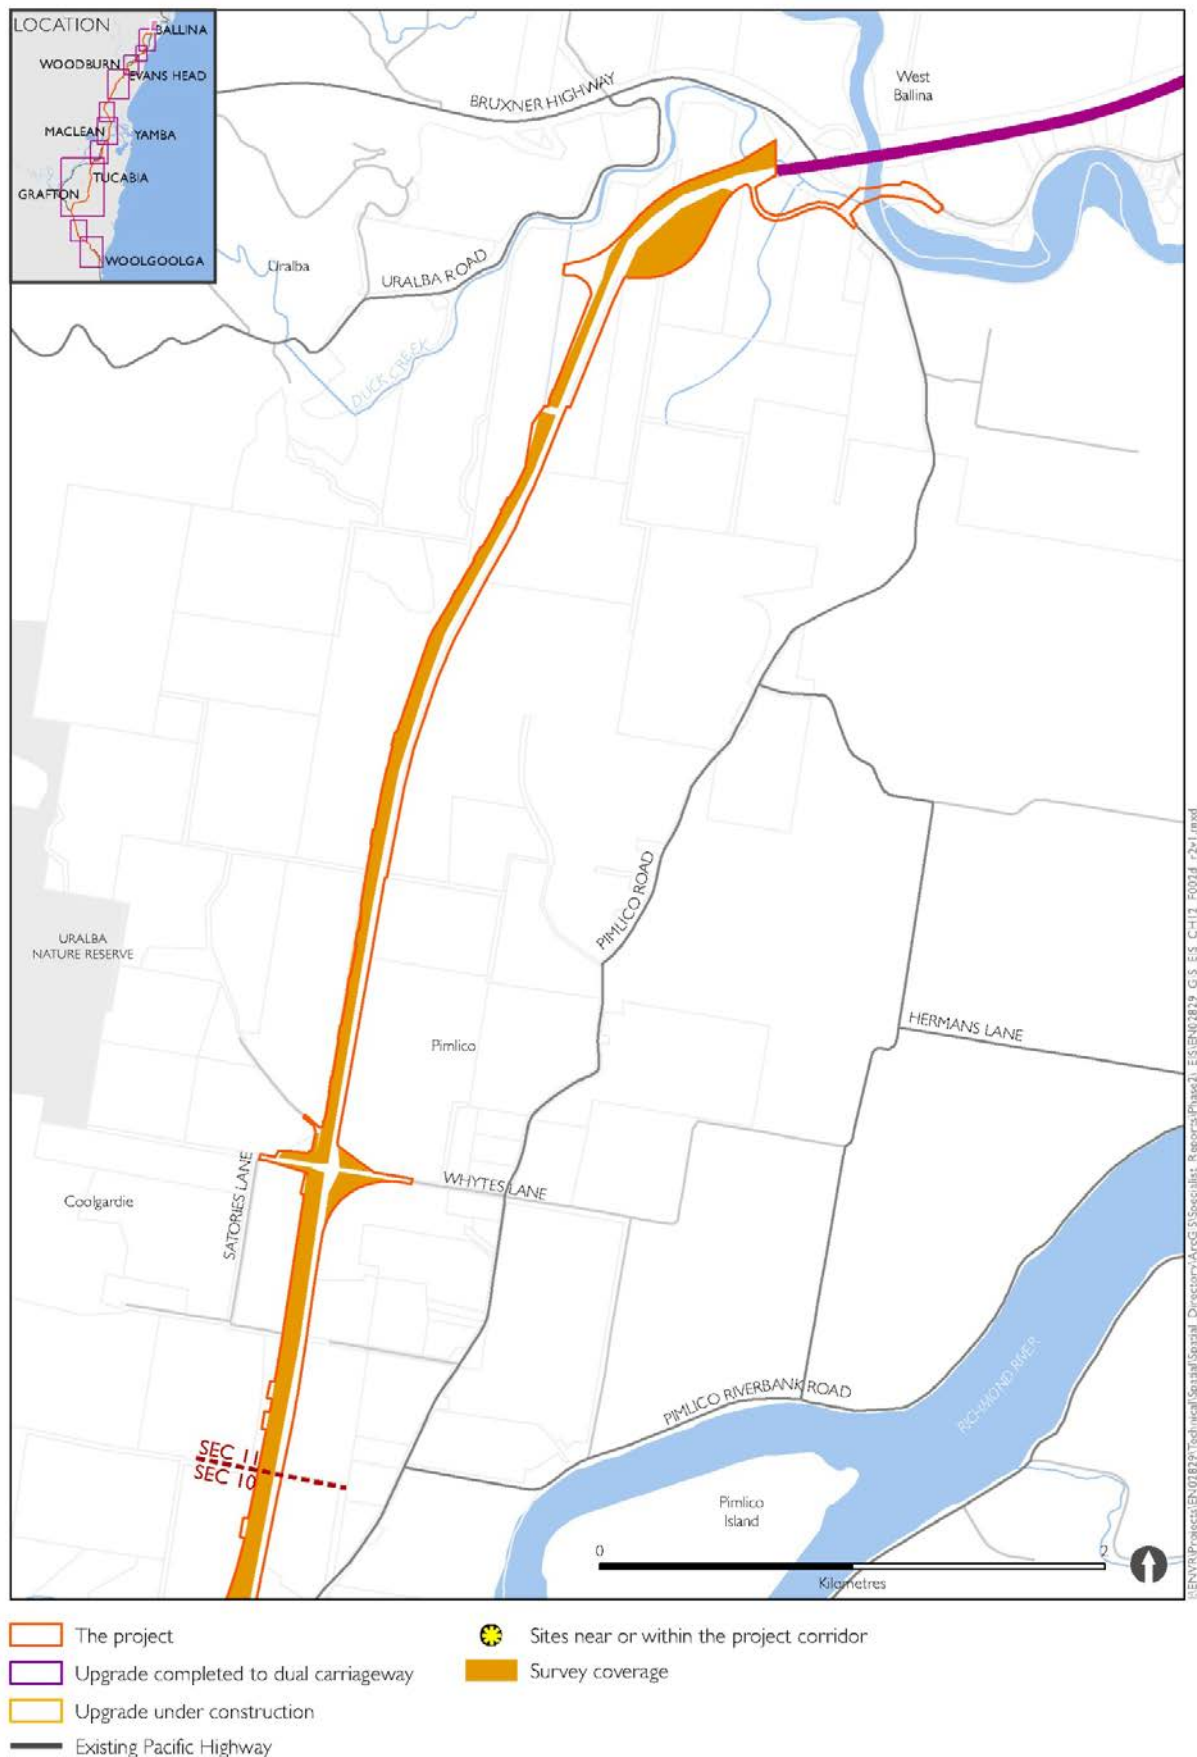 LOCATION
BALLINA
WOODBURN
EVANS HEAD
MACLEAN
YAMBA
TUCABIA
GRAFTON
WOOLGOOLGA
BRUXNER HIGHWAY
West
Ballina
Uralba
URALBA ROAD
DUCK CREEK
PIMLICO ROAD
URALBA
NATURE RESERVE
Pimlico
HERMANS LANE
Coolgardie
SATORIES LANE
WHYTES LANE
PIMLICO RIVERBANK ROAD
RICHMOND RIVER
SEC 11
SEC 10
Pimlico
Island
0
2
Kilometres
The project
Upgrade completed to dual carriageway
Upgrade under construction
Existing Pacific Highway
Sites near or within the project corridor
Survey coverage